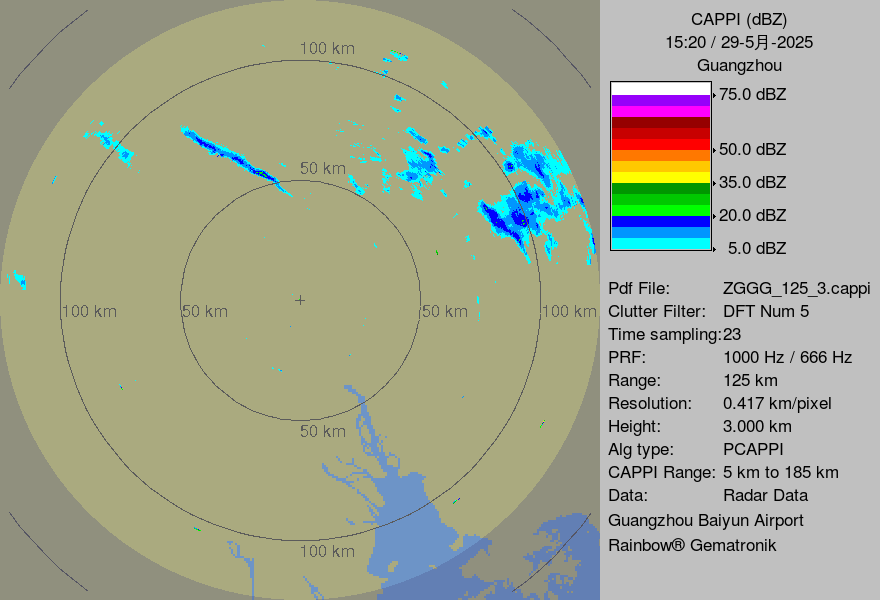 100 km
50 km
100 km
50 km
50 km
100 km
50 km
100 km
CAPPI (dBZ)
15:20 / 29-5月-2025
Guangzhou
75.0 dBZ
50.0 dBZ
35.0 dBZ
20.0 dBZ
5.0 dBZ
Pdf File: ZGGG_125_3.cappi
Clutter Filter: DFT Num 5
Time sampling:23
PRF: 1000 Hz / 666 Hz
Range: 125 km
Resolution: 0.417 km/pixel
Height: 3.000 km
Alg type: PCAPPI
CAPPI Range: 5 km to 185 km
Data: Radar Data
Guangzhou Baiyun Airport
Rainbow® Gematronik